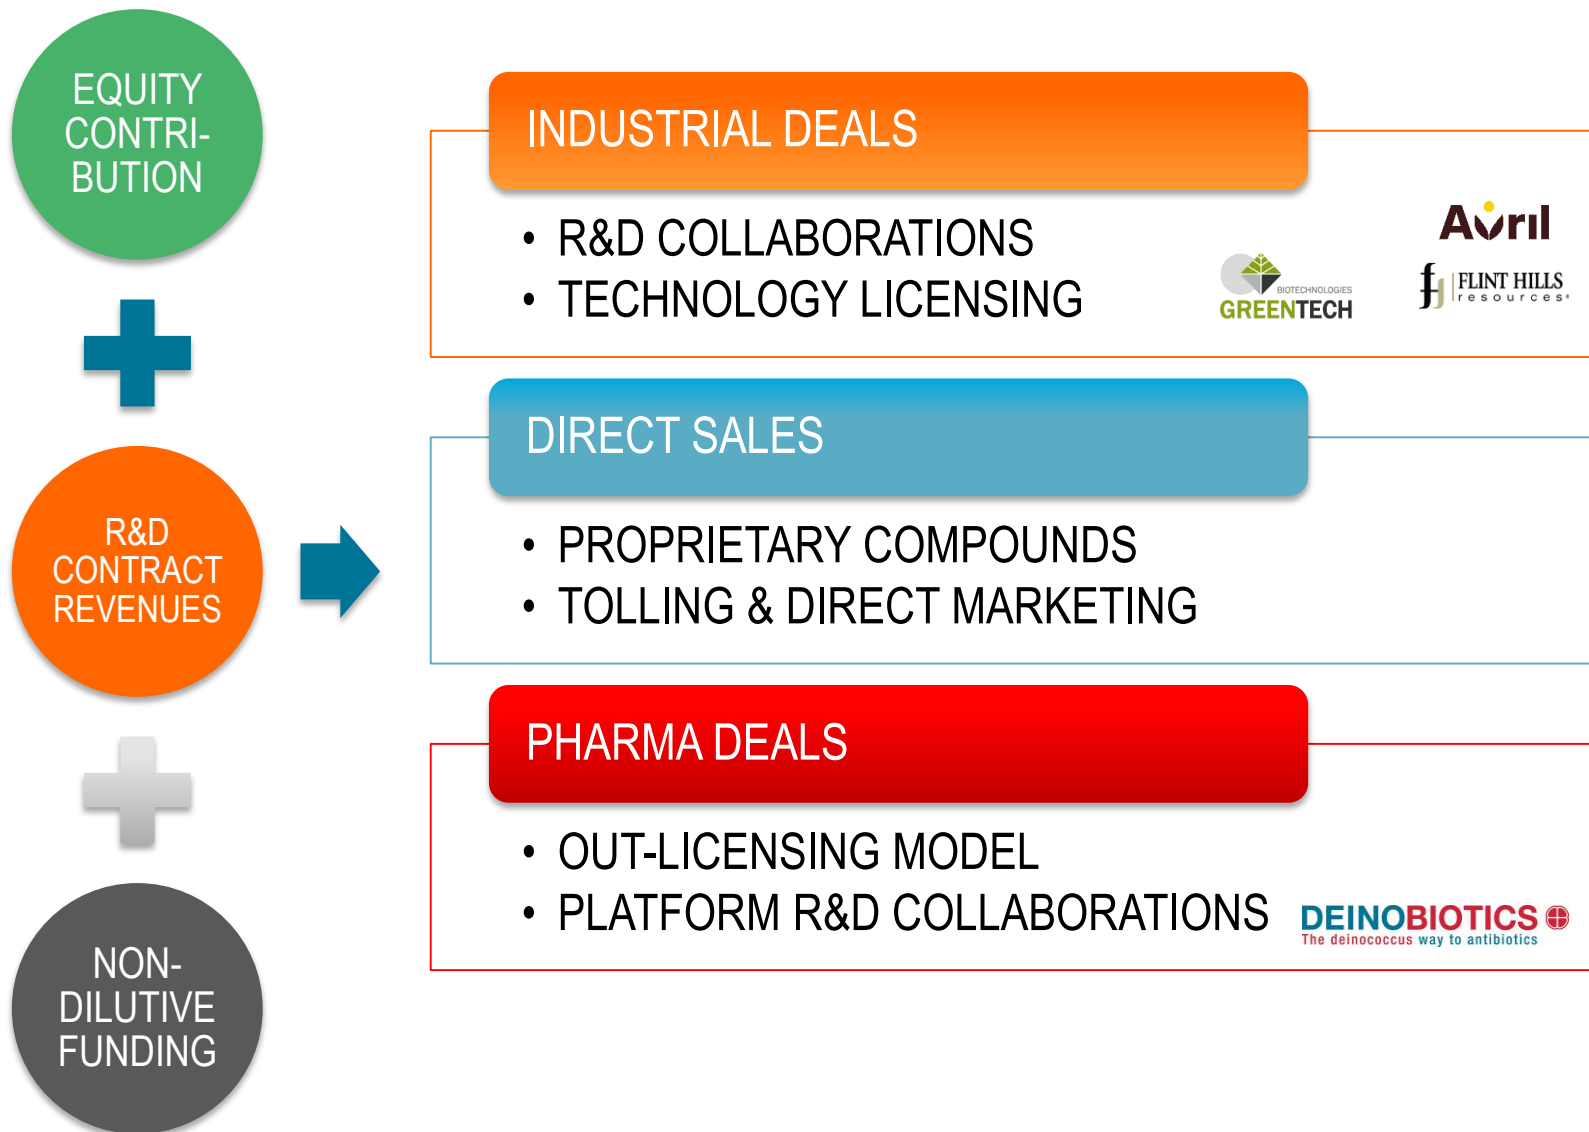 EQUITY
CONTRI-
BUTION
R&D
CONTRACT
REVENUES
NON-
DILUTIVE
FUNDING
INDUSTRIAL DEALS
• R&D COLLABORATIONS
• TECHNOLOGY LICENSING
BIOTECHNOLOGIES
GREENTECH
Avril
FLINT HILLS
resources®
DIRECT SALES
• PROPRIETARY COMPOUNDS
• TOLLING & DIRECT MARKETING
PHARMA DEALS
• OUT-LICENSING MODEL
• PLATFORM R&D COLLABORATIONS
DEINOBIOTICS
The deinococcus way to antibiotics